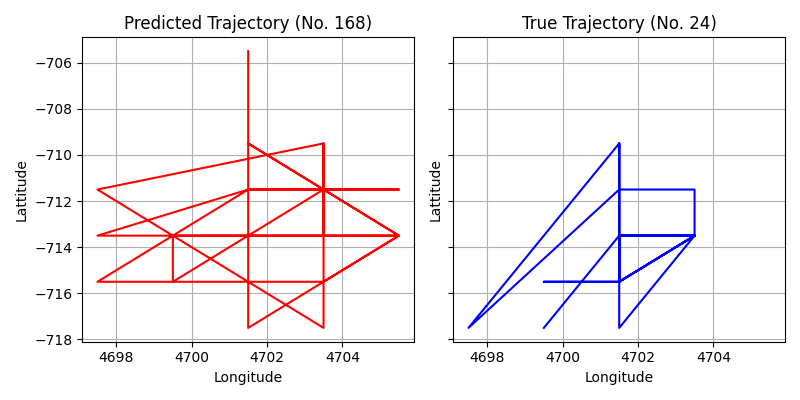 Predicted Trajectory (No. 168)
True Trajectory (No. 24)
−706
−708
−710
−712
−714
−716
−718
Lattitude
Lattitude
4698 4700 4702 4704
4698 4700 4702 4704
Longitude
Longitude